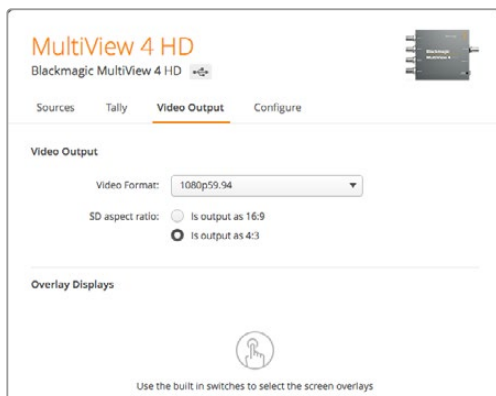 MultiView 4 HD
Blackmagic MultiView 4 HD
Sources Tally Video Output Configure
Video Output
Video Format: 1080p59.94
SD aspect ratio: Is output as 16:9
Is output as 4:3
Overlay Displays
Use the built in switches to select the screen overlays